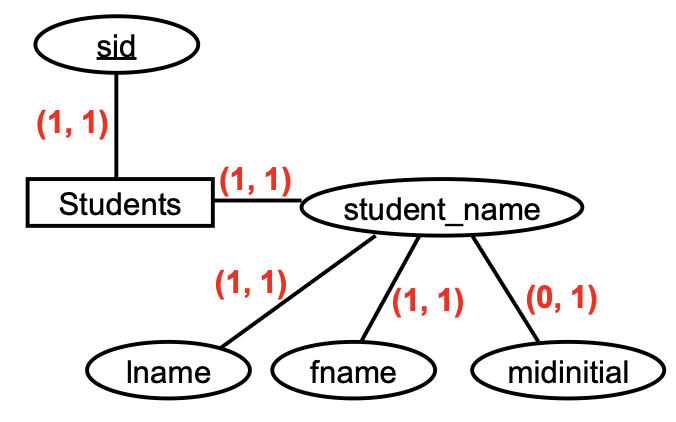 sid
(1, 1)
(1, 1)
Students
student_name
(1, 1)
(1, 1)
(0, 1)
lname
fname
midinitial